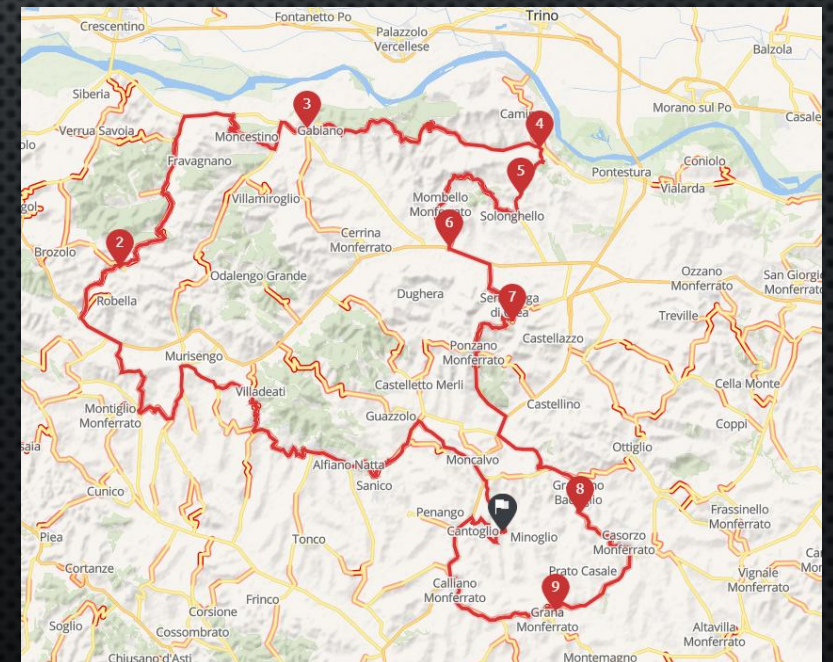 Crescentino
Fontanetto Po
Trino
Palazzolo
Vercellese
Balzola
Siberia
3
Morano sul Po
4
Casale
Verrua Savoia
Moncestino
Gabiano
Fravagnano
5
Coniolo
Pontestura
Vialarda
Villamiroglio
Mombello
Solonghello
6
2
Cerrina
Monferrato
Brozolo
Odalengo Grande
Ozzano
Monferrato
San Giorgio
Monferrato
Dughera
7
Robella
Treville
Castellazzo
Ponzano
Monferrato
Murisengo
Castelletto Merli
Cella Monte
Villadeati
Montiglio
Monferrato
Castellino
Guazzolo
Coppi
Ottiglio
Alfiano Natta
Moncalvo
Sanico
Cunico
8
Penango
Frassinello
Monferrato
Cantoglio
Minoglio
Piea
Tonco
Casorzo
Monferrato
Cortanze
Prato Casale
Vignale
Monferrato
9
Calliano
Monferrato
Frinco
Corsione
Grana
Monferrato
Soglio
Cossombrato
Altavilla
Monferrato
Chiusano d'Asti
Montemagno